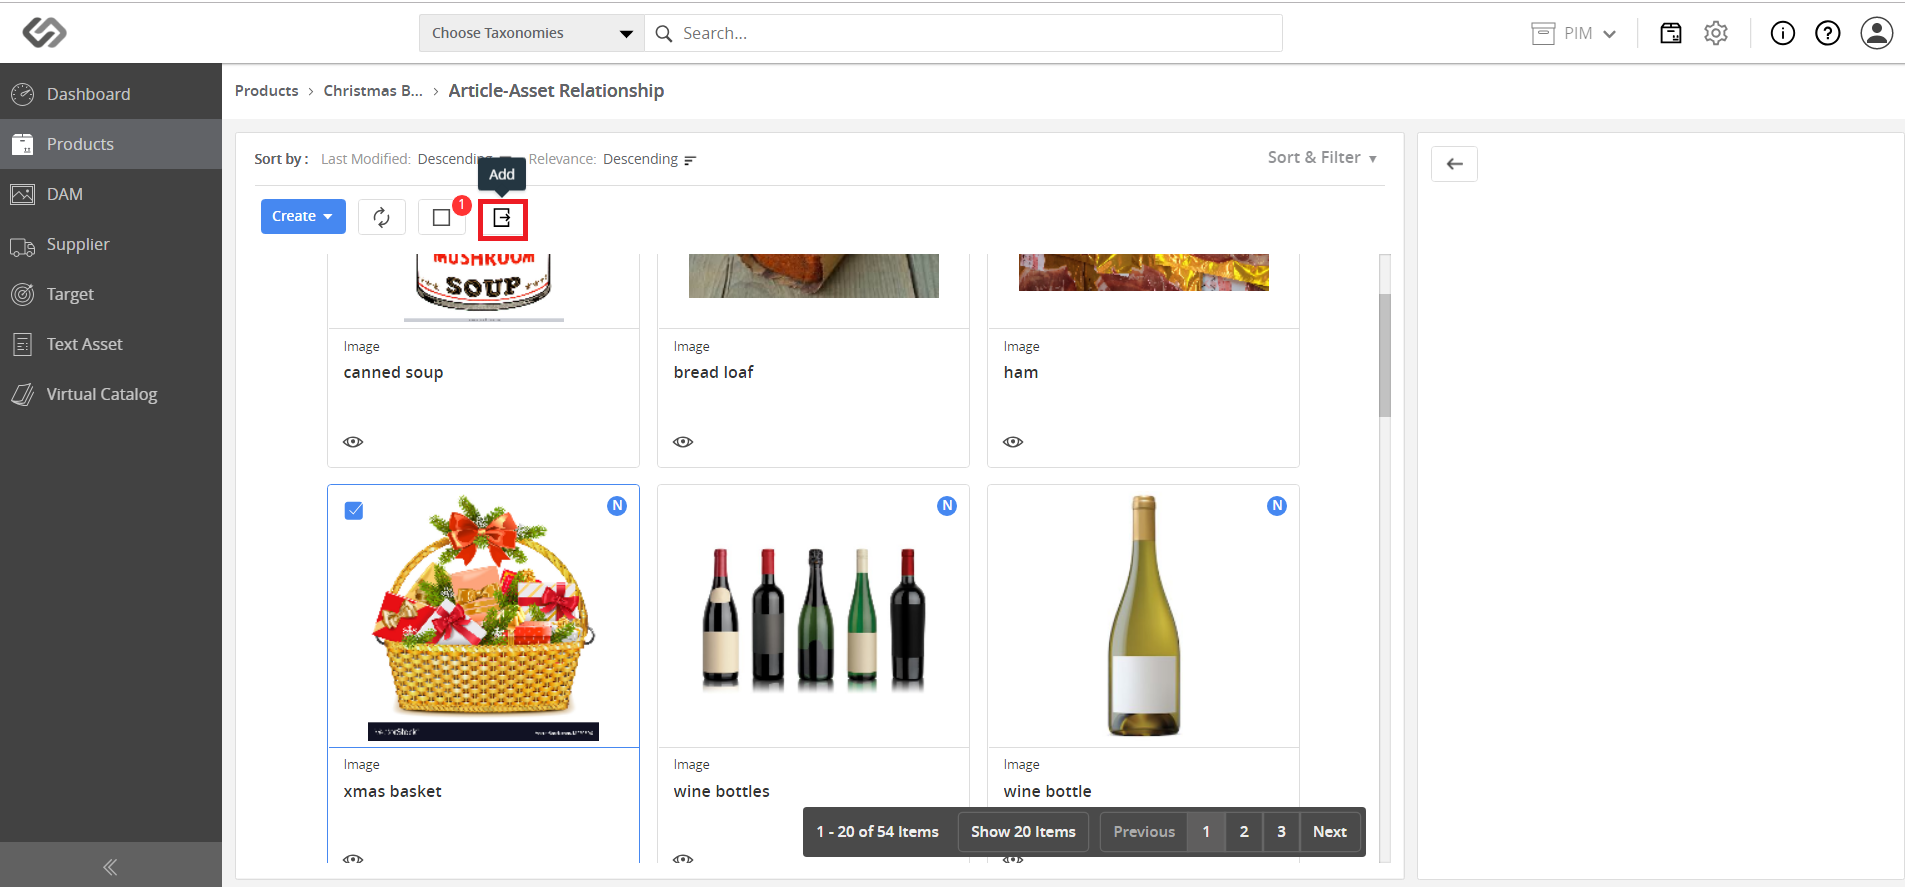 Choose Taxonomies
Search...
PIM
Dashboard
Products
DAM
Supplier
Target
Text Asset
Virtual Catalog
Products › Christmas B... › Article-Asset Relationship
Sort by : Last Modified: Descending Relevance: Descending
Sort & Filter
Add
Create
1
MUSHROOM
SOUP
Image
canned soup
Image
bread loaf
Image
ham
N
N
N
Image
xmas basket
Image
wine bottles
Image
wine bottle
1 - 20 of 54 Items
Show 20 Items
Previous 1 2 3 Next